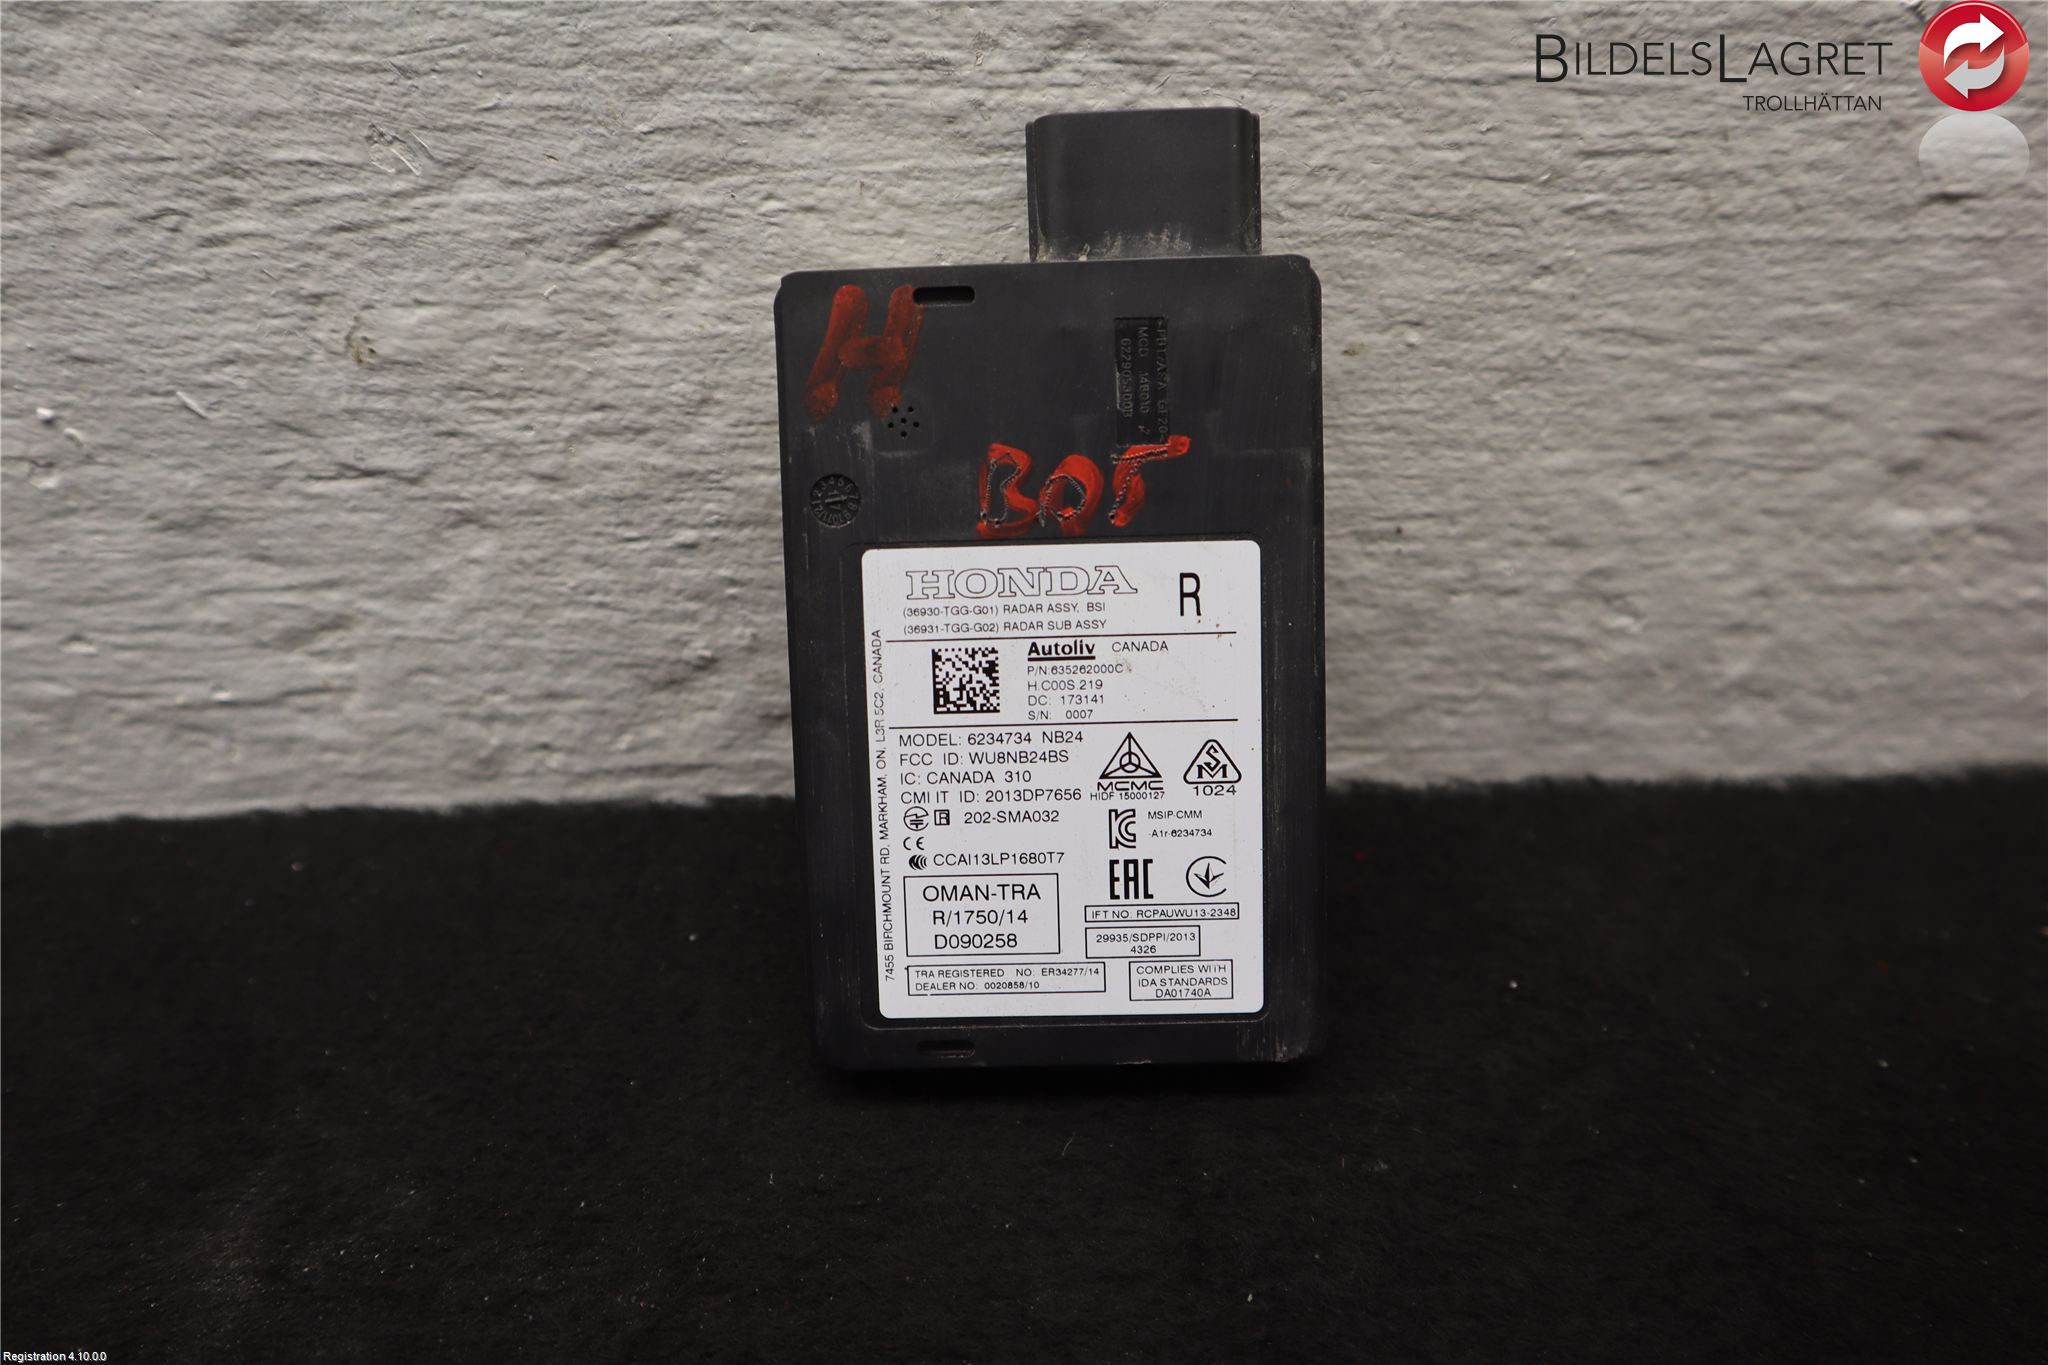 BILDELSLAGRET
TROLLHÄTTAN
H
MCD
BOT
HONDA
R
(36930-TGG-G01) RADAR ASSY, BSI
(36931-TGG-G02) RADAR SUB ASSY
Autoliv CANADA
P/N:635262000C
H.C00S.219
DC: 173141
S/N: 0007
7455 BIRCHMOUNT RD, MARKHAM, ON, L3R 5C2, CANADA
MODEL: 6234734 NB24
FCC ID: WU8NB24BS
IC: CANADA 310
CMI IT ID: 2013DP7656
MCMC
HIDF 15000127
SM
1024
R 202-SMA032
MSIP-CMM
-A1r-6234734
CE
CCAI13LP1680T7
EAC
OMAN-TRA
R/1750/14
D090258
IFT NO: RCPAUWU13-2348
29935/SDPPI/2013
4326
TRA REGISTERED NO: ER34277/14
DEALER NO: 0020858/10
COMPLIES WITH
IDA STANDARDS
DA01740A
Registration 4.10.0.0